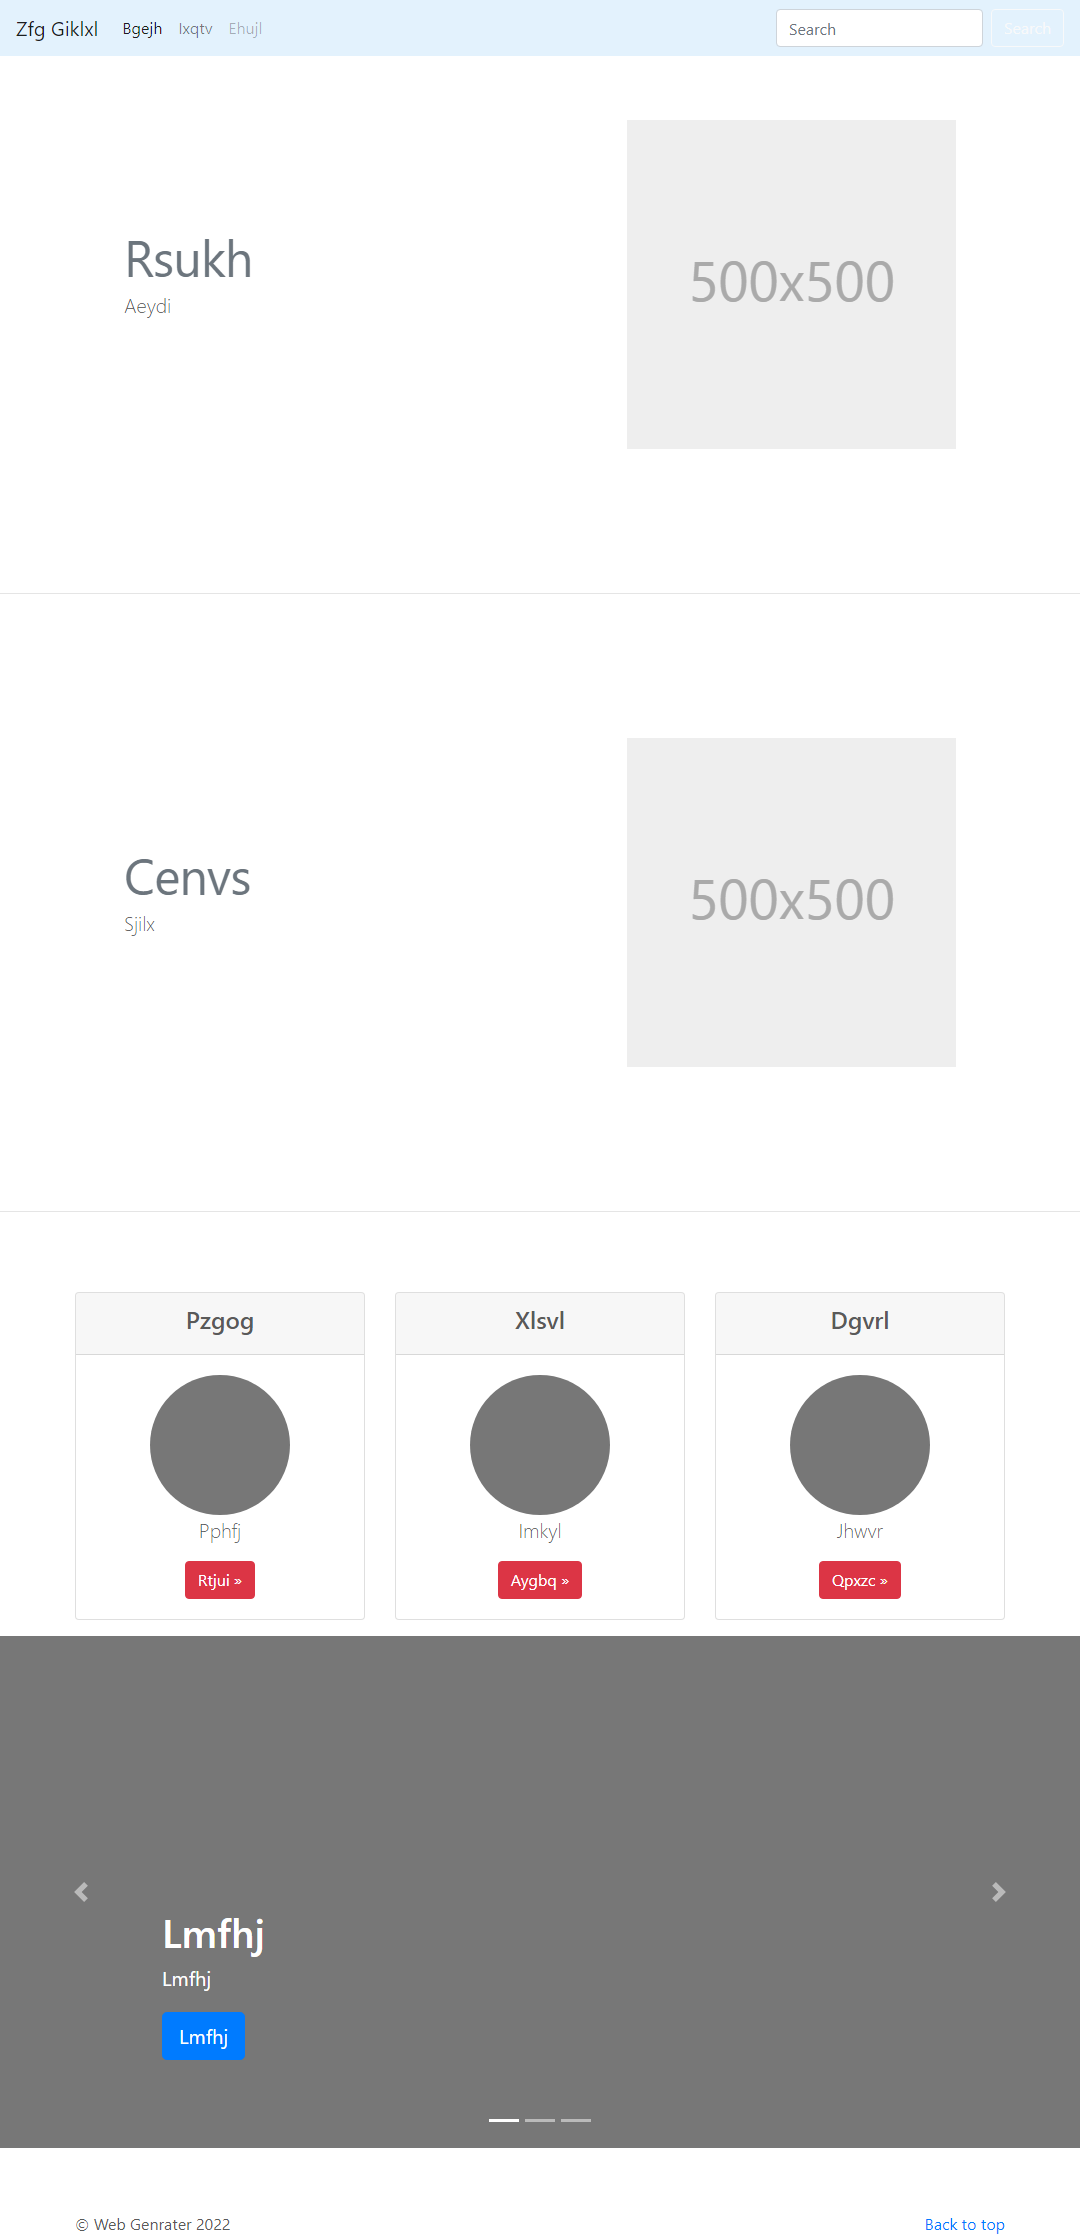 Zfg Giklxl Bgejh Ixqtv Ehujl Search Search
Rsukh
Aeydi
500x500
Cenvs
Sjilx
500x500
Pzgog Xlsvl Dgvrl
Pphfj Imkyl Jhwvr
Rtjui » Aygbq » Qpxzc »
Lmfhj
Lmfhj
Lmfhj
© Web Genrater 2022 Back to top